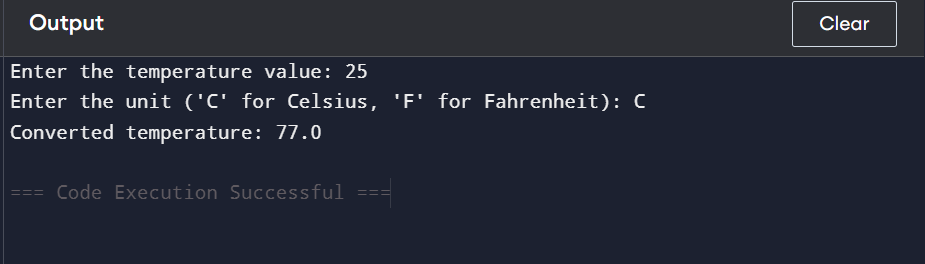 Output
Clear
Enter the temperature value: 25
Enter the unit ('C' for Celsius, 'F' for Fahrenheit): C
Converted temperature: 77.0
=== Code Execution Successful ===